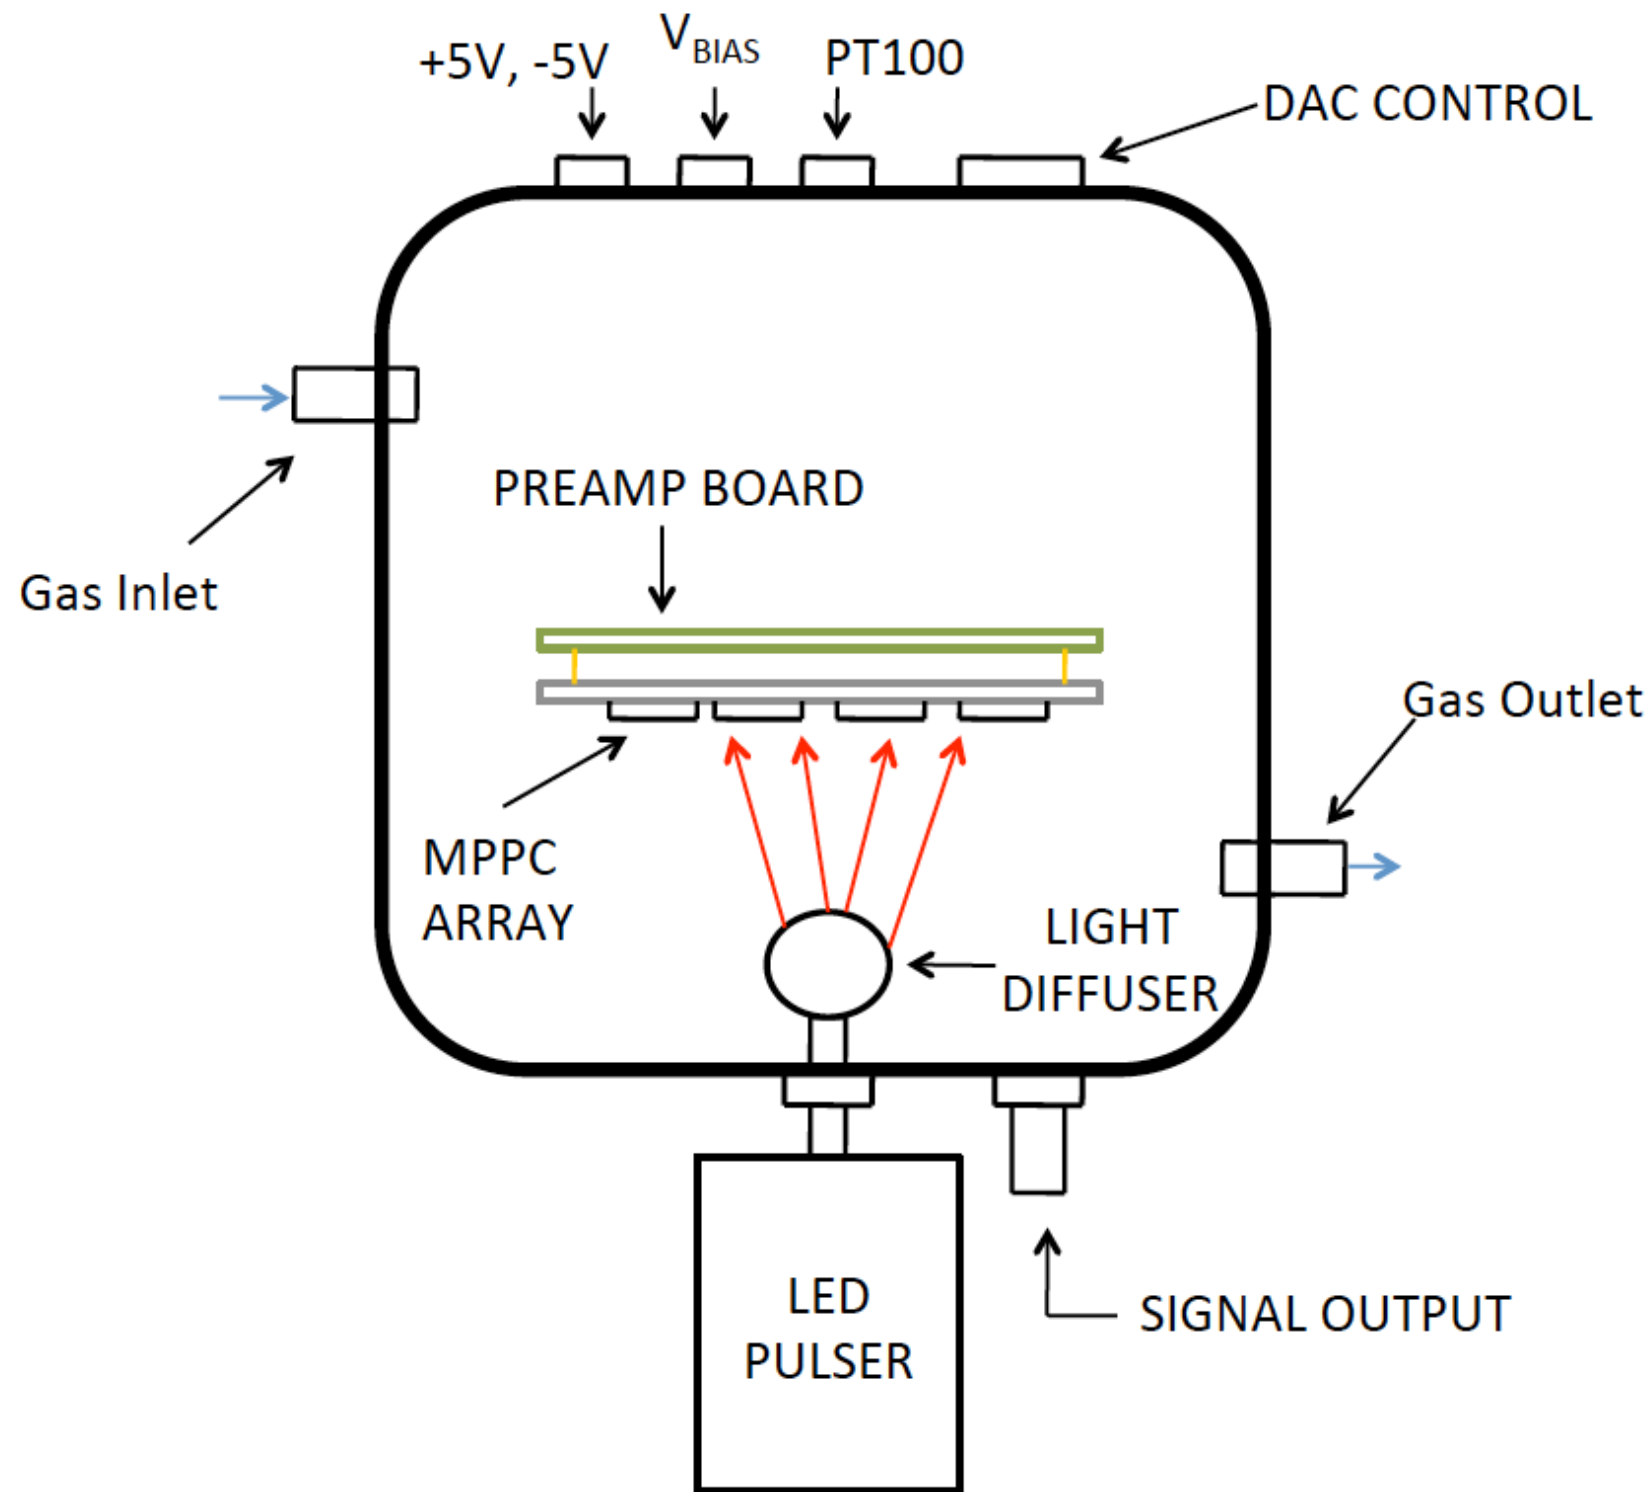 +5V, -5V
VBIAS
PT100
DAC CONTROL
PREAMP BOARD
Gas Inlet
Gas Outlet
MPPC
ARRAY
LIGHT
DIFFUSER
LED
PULSER
SIGNAL OUTPUT